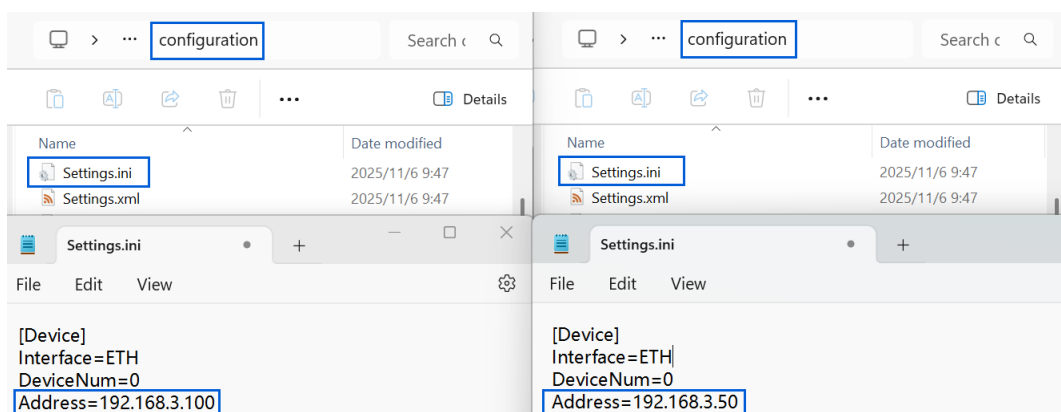 configuration
Search
Details
Name
Date modified
Settings.ini
2025/11/6 9:47
Settings.xml
2025/11/6 9:47
Settings.ini
File Edit View
[Device]
Interface=ETH
DeviceNum=0
Address=192.168.3.100
configuration
Search
Details
Name
Date modified
Settings.ini
2025/11/6 9:47
Settings.xml
2025/11/6 9:47
Settings.ini
File Edit View
[Device]
Interface=ETH
DeviceNum=0
Address=192.168.3.50